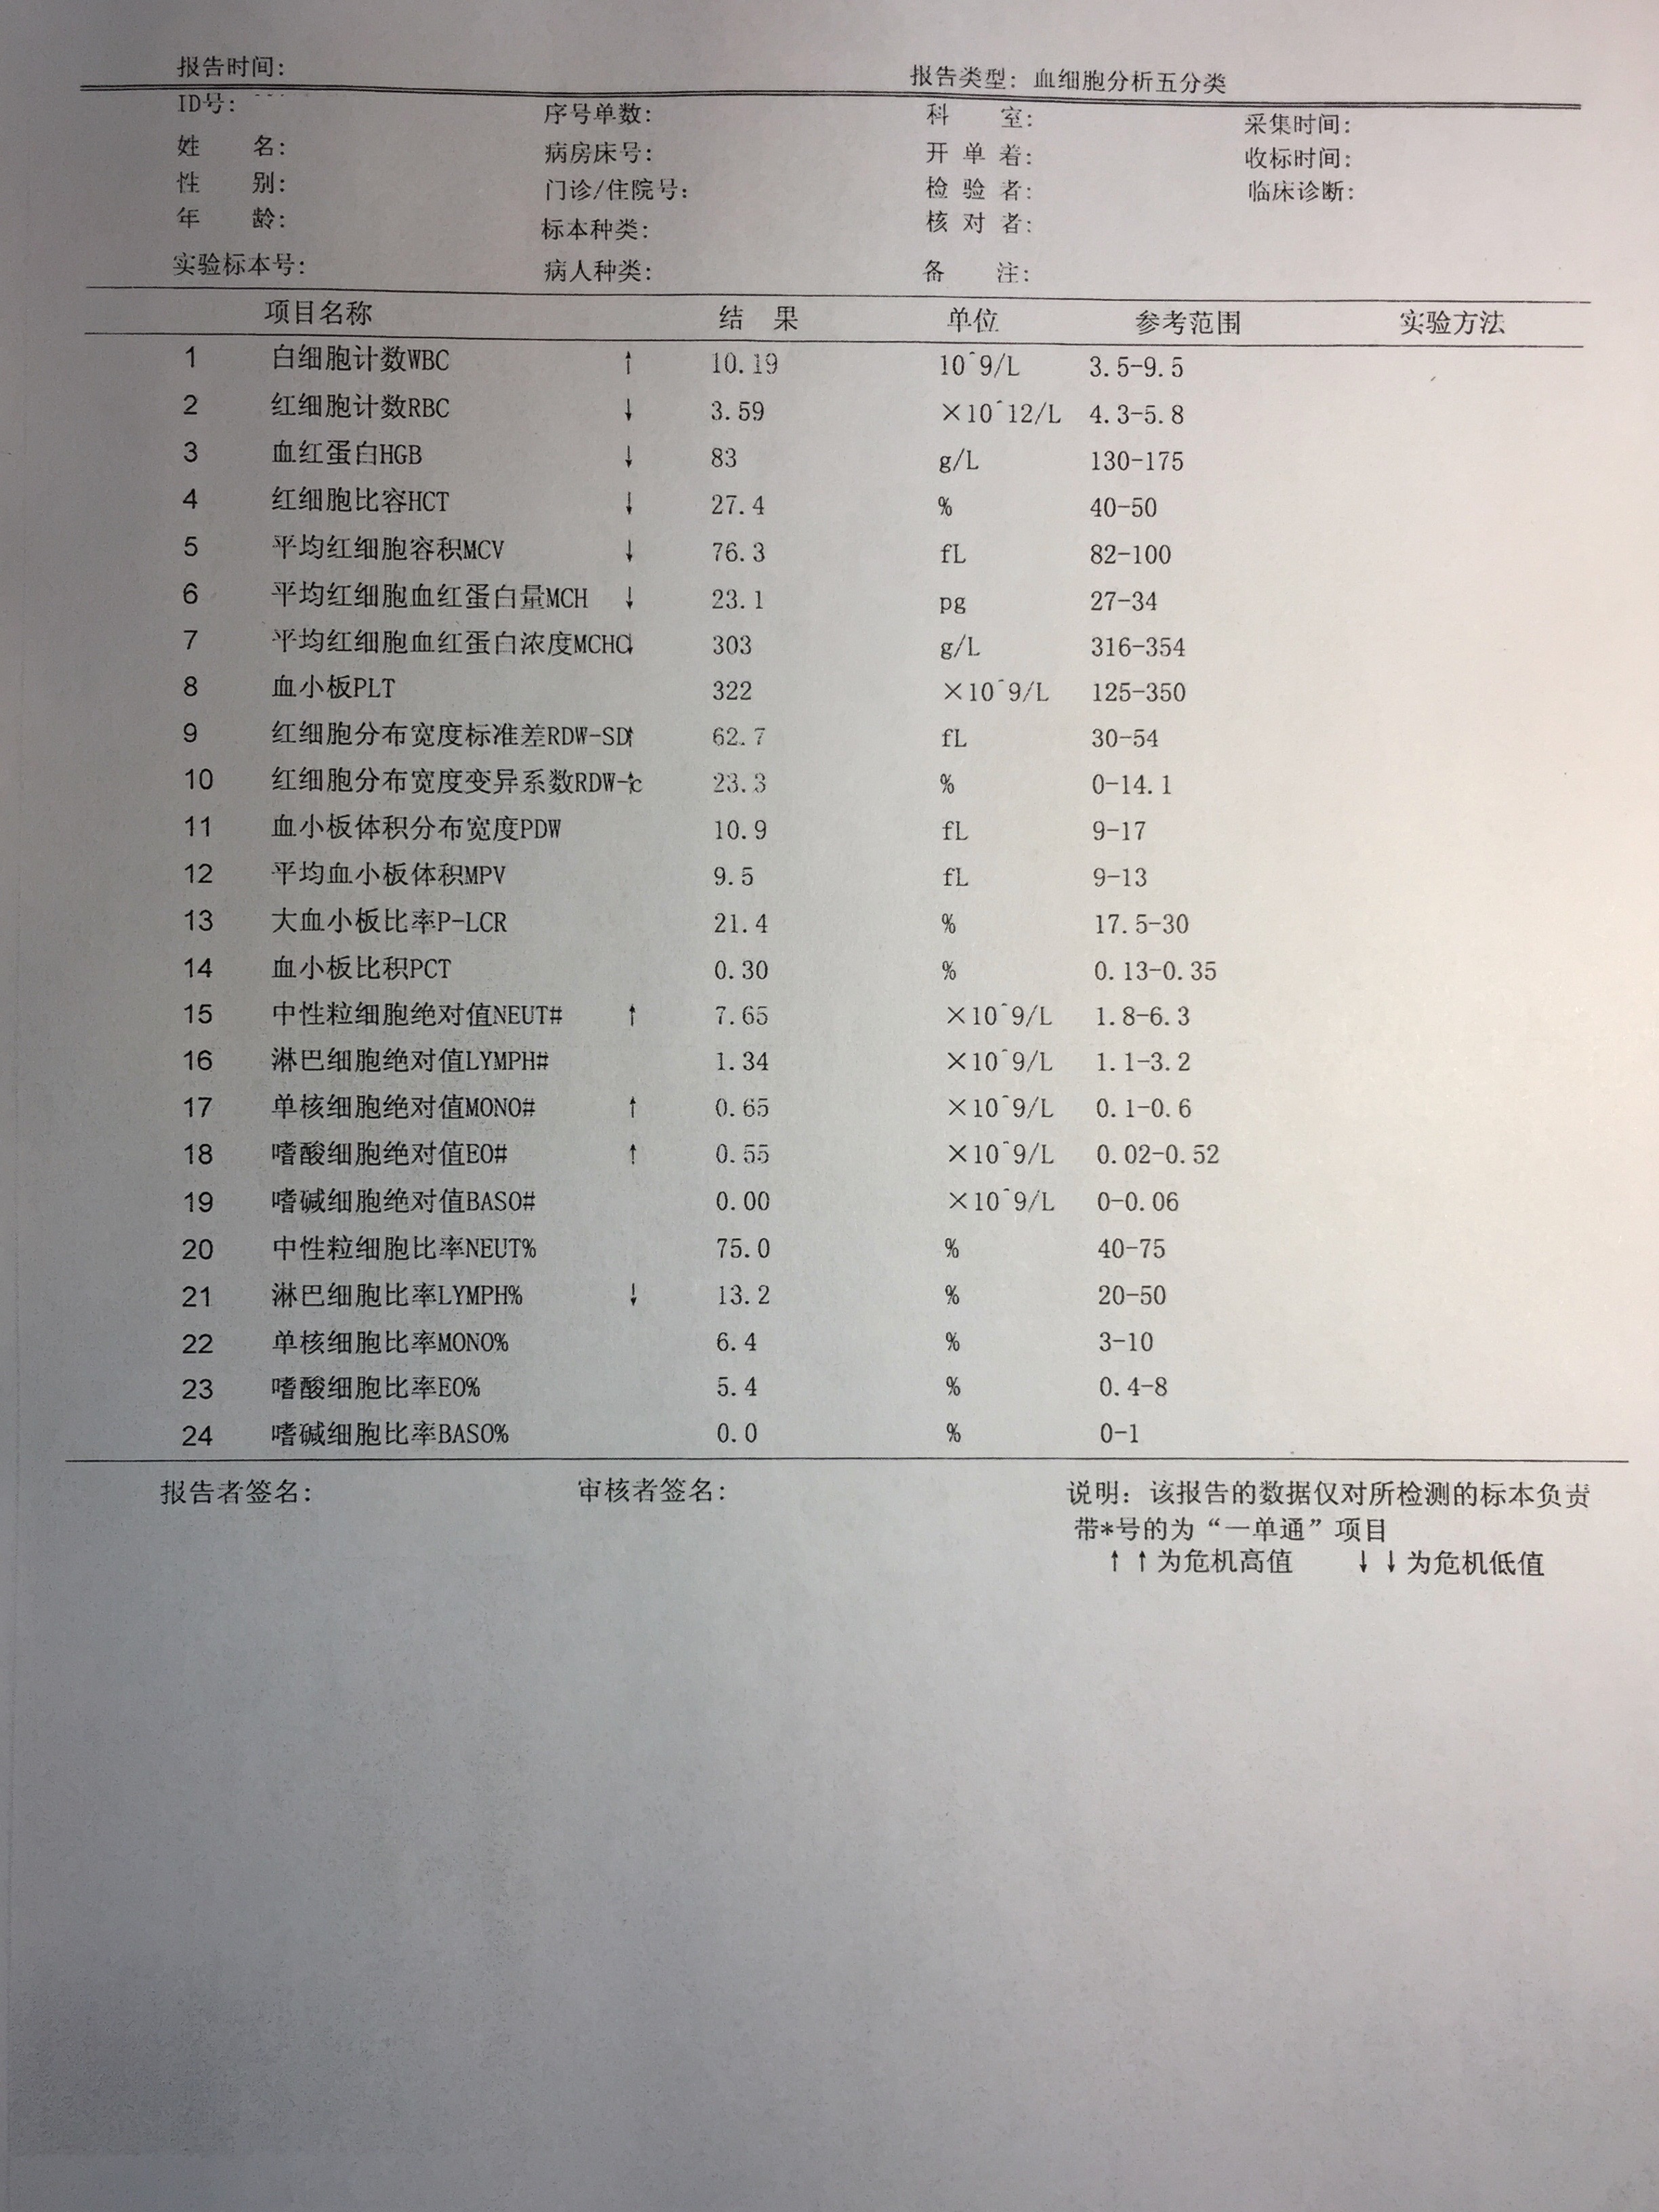 报告时间: 报告类型: 血细胞分析五分类
ID号: 序号单数: 科 室: 采集时间:
姓 名: 病房床号: 开 单 着: 收标时间:
性 别: 门诊/住院号: 检 验 者: 临床诊断:
年 龄: 标本种类: 核 对 者:
实验标本号: 病人种类: 备 注:
项目名称 结 果 单位 参考范围 实验方法
1 白细胞计数WBC ↑ 10.19 10^9/L 3.5-9.5
2 红细胞计数RBC ↓ 3.59 ×10^12/L 4.3-5.8
3 血红蛋白HGB ↓ 83 g/L 130-175
4 红细胞比容HCT ↓ 27.4 % 40-50
5 平均红细胞容积MCV ↓ 76.3 fL 82-100
6 平均红细胞血红蛋白量MCH ↓ 23.1 pg 27-34
7 平均红细胞血红蛋白浓度MCHC↓ 303 g/L 316-354
8 血小板PLT 322 ×10^9/L 125-350
9 红细胞分布宽度标准差RDW-SD↑ 62.7 fL 30-54
10 红细胞分布宽度变异系数RDW-c ↑ 23.3 % 0-14.1
11 血小板体积分布宽度PDW 10.9 fL 9-17
12 平均血小板体积MPV 9.5 fL 9-13
13 大血小板比率P-LCR 21.4 % 17.5-30
14 血小板比积PCT 0.30 % 0.13-0.35
15 中性粒细胞绝对值NEUT# ↑ 7.65 ×10^9/L 1.8-6.3
16 淋巴细胞绝对值LYMPH# 1.34 ×10^9/L 1.1-3.2
17 单核细胞绝对值MONO# ↑ 0.65 ×10^9/L 0.1-0.6
18 嗜酸细胞绝对值EO# ↑ 0.55 ×10^9/L 0.02-0.52
19 嗜碱细胞绝对值BASO# 0.00 ×10^9/L 0-0.06
20 中性粒细胞比率NEUT% 75.0 % 40-75
21 淋巴细胞比率LYMPH% ↓ 13.2 % 20-50
22 单核细胞比率MONO% 6.4 % 3-10
23 嗜酸细胞比率EO% 5.4 % 0.4-8
24 嗜碱细胞比率BASO% 0.0 % 0-1
报告者签名: 审核者签名: 说明: 该报告的数据仅对所检测的标本负责
带*号的为“一单通”项目
↑↑为危机高值 ↓↓为危机低值